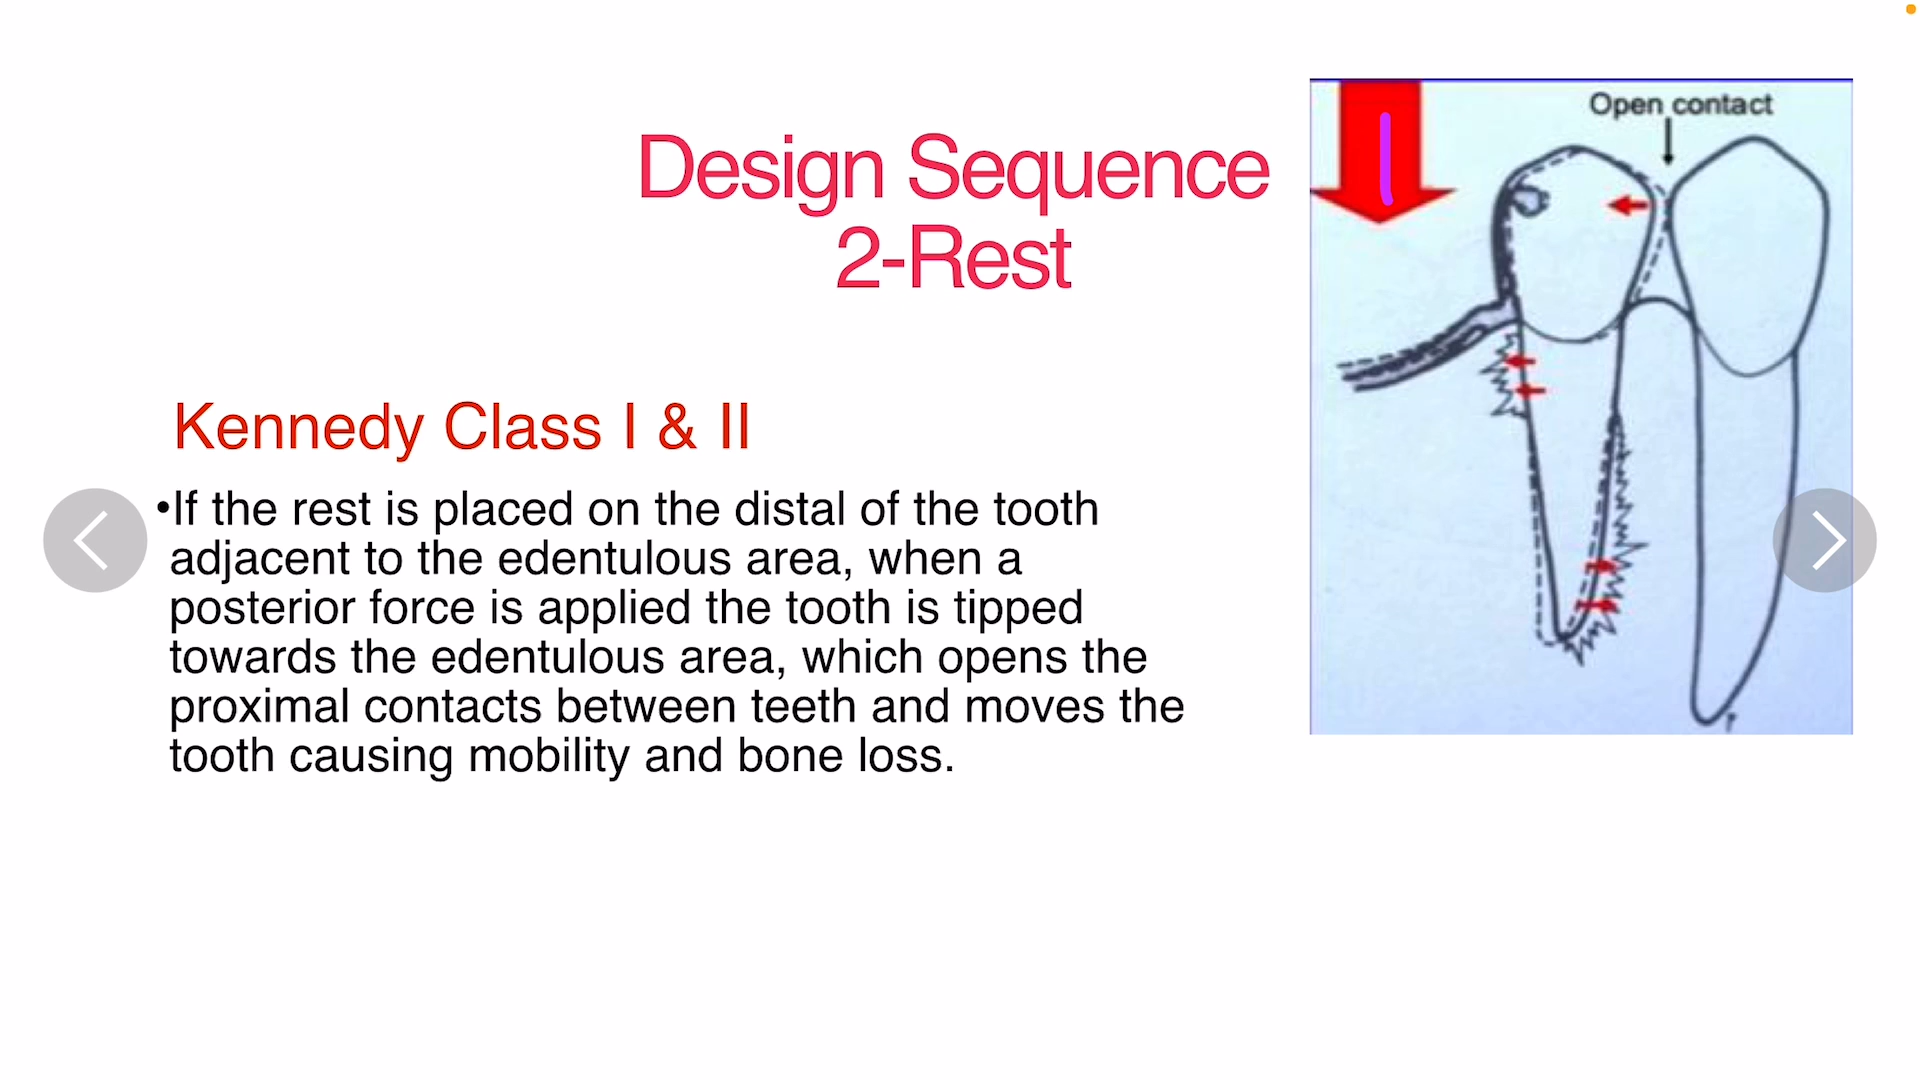 Design Sequence
2-Rest
Open contact
Kennedy Class I & II
•If the rest is placed on the distal of the tooth
adjacent to the edentulous area, when a
posterior force is applied the tooth is tipped
towards the edentulous area, which opens the
proximal contacts between teeth and moves the
tooth causing mobility and bone loss.